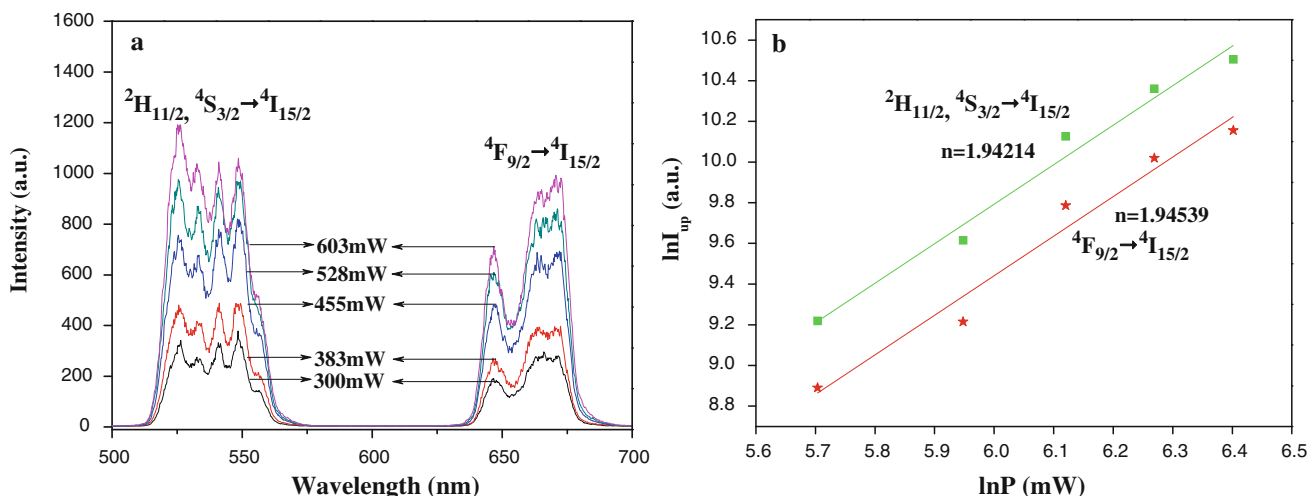 a
²H₁₁/₂, ⁴S₃/₂→⁴I₁₅/₂
⁴F₉/₂→⁴I₁₅/₂
603mW
528mW
455mW
383mW
300mW
Intensity (a.u.)
1600
1400
1200
1000
800
600
400
200
0
500
550
600
650
700
Wavelength (nm)
b
²H₁₁/₂, ⁴S₃/₂→⁴I₁₅/₂
n=1.94214
n=1.94539
⁴F₉/₂→⁴I₁₅/₂
lnIᵤₚ (a.u.)
10.6
10.4
10.2
10.0
9.8
9.6
9.4
9.2
9.0
8.8
5.6
5.7
5.8
5.9
6.0
6.1
6.2
6.3
6.4
6.5
lnP (mW)